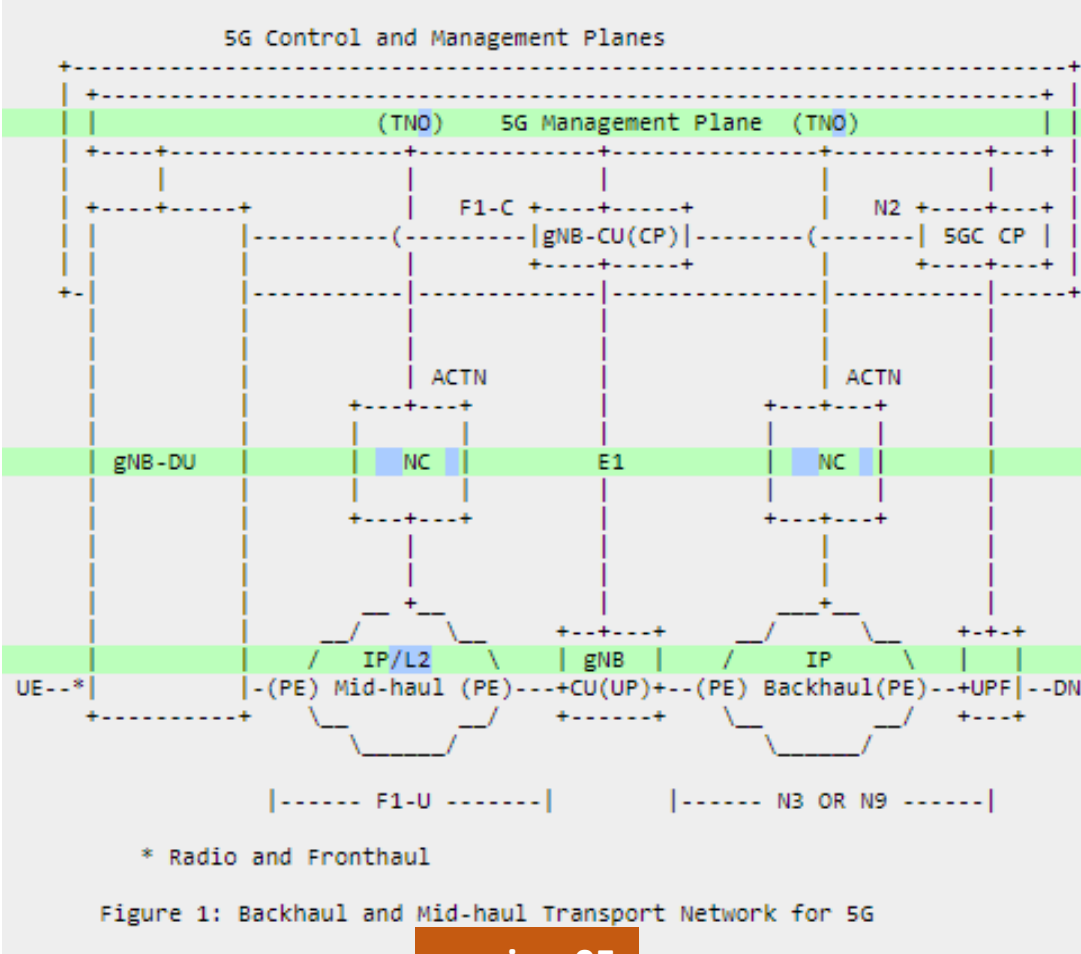 5G Control and Management Planes
(TNO) 5G Management Plane (TNO)
F1-C N2
gNB-CU(CP) 5GC CP
ACTN ACTN
gNB-DU NC E1 NC
IP/L2 gNB IP
UE--*| |-(PE) Mid-haul (PE)---+CU(UP)+--(PE) Backhaul(PE)--+UPF|--DN
|------ F1-U -------| |------ N3 OR N9 ------|
* Radio and Fronthaul
Figure 1: Backhaul and Mid-haul Transport Network for 5G